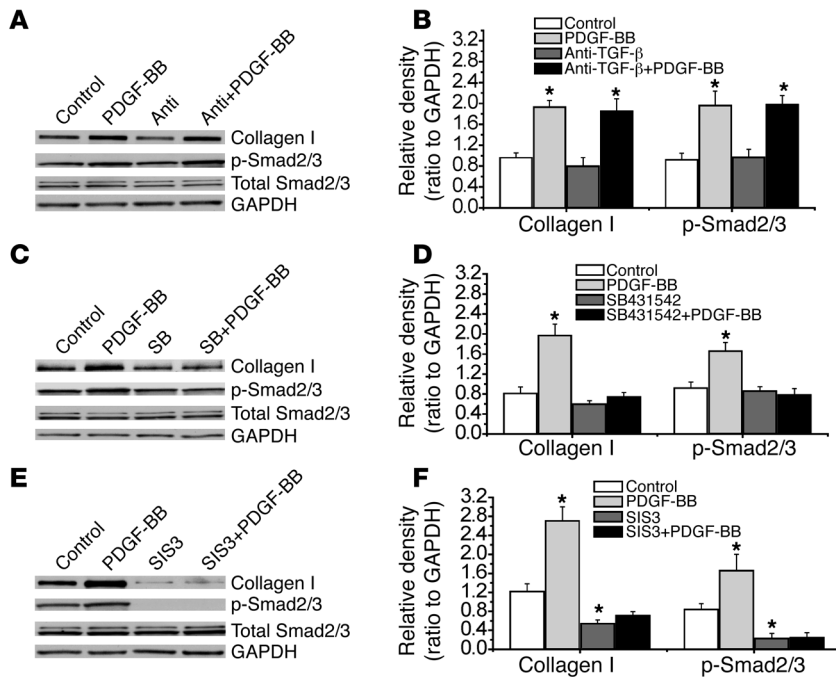 A
Control
PDGF-BB
Anti
Anti+PDGF-BB
Collagen I
p-Smad2/3
Total Smad2/3
GAPDH
B
Control
PDGF-BB
Anti-TGF-β
Anti-TGF-β+PDGF-BB
Relative density
(ratio to GAPDH)
3.2
2.8
2.4
2.0
1.6
1.2
0.8
0.4
0.0
* * * *
Collagen I p-Smad2/3
C
Control
PDGF-BB
SB
SB+PDGF-BB
Collagen I
p-Smad2/3
Total Smad2/3
GAPDH
D
Control
PDGF-BB
SB431542
SB431542+PDGF-BB
Relative density
(ratio to GAPDH)
3.2
2.8
2.4
2.0
1.6
1.2
0.8
0.4
0.0
* *
Collagen I p-Smad2/3
E
Control
PDGF-BB
SIS3
SIS3+PDGF-BB
Collagen I
p-Smad2/3
Total Smad2/3
GAPDH
F
Control
PDGF-BB
SIS3
SIS3+PDGF-BB
Relative density
(ratio to GAPDH)
3.2
2.8
2.4
2.0
1.6
1.2
0.8
0.4
0.0
* * * *
Collagen I p-Smad2/3